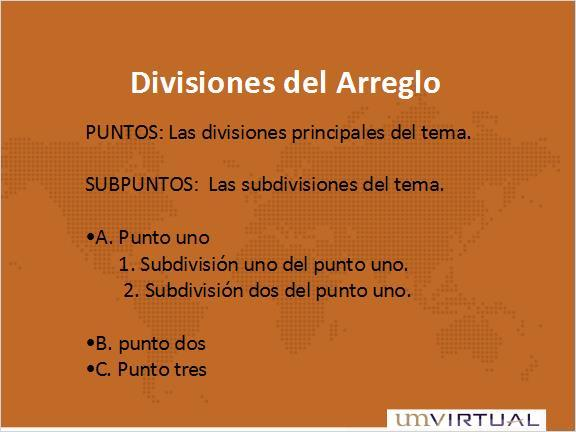 Divisiones del Arreglo
PUNTOS: Las divisiones principales del tema.
SUBPUNTOS:  Las subdivisiones del tema.
•A. Punto uno
1. Subdivisión uno del punto uno.
2. Subdivisión dos del punto uno.
•B. punto dos
•C. Punto tres
UMVIRTUAL